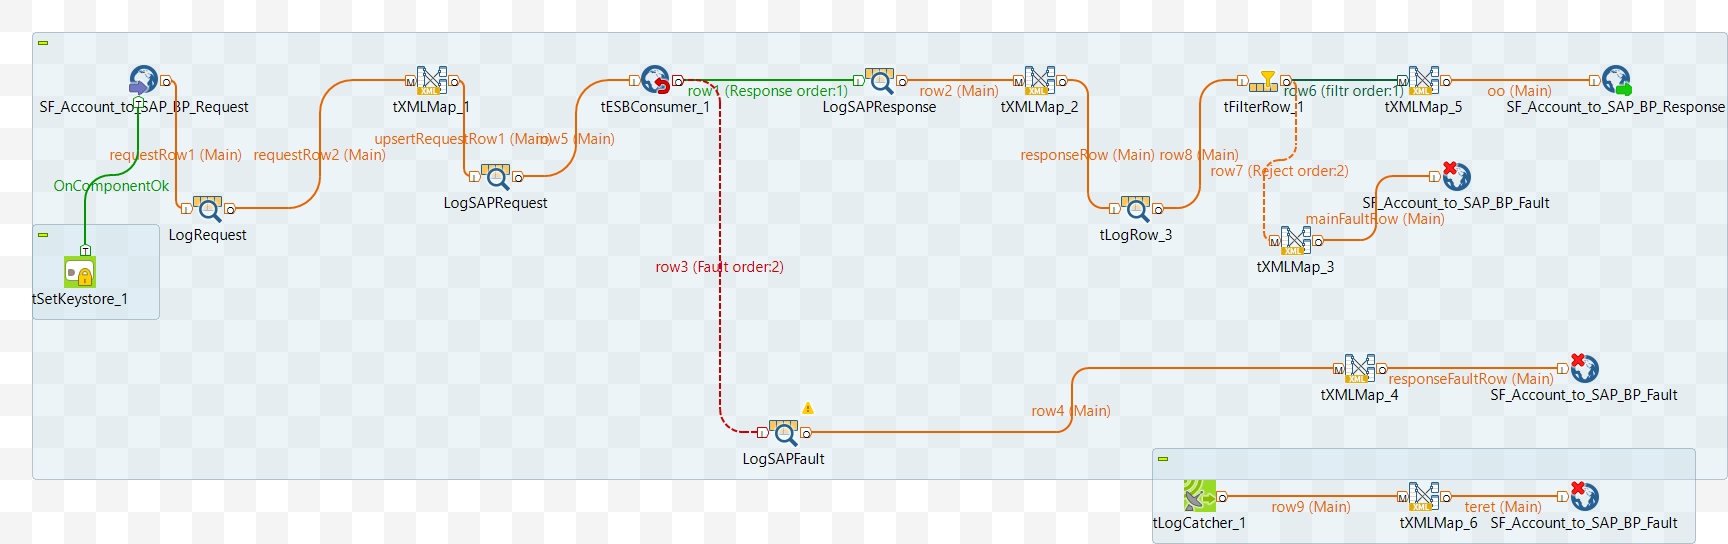 SF_Account_to_SAP_BP_Request
tXMLMap_1
tESBConsumer_1
row1 (Response order:1)
LogSAPResponse
row2 (Main)
tXMLMap_2
tFilterRow_1
row6 (filtr order:1)
tXMLMap_5
oo (Main)
SF_Account_to_SAP_BP_Response
requestRow1 (Main)
requestRow2 (Main)
upsertRequestRow1 (Main)
row5 (Main)
responseRow (Main)
row8 (Main)
row7 (Reject order:2)
OnComponentOk
LogSAPRequest
SF_Account_to_SAP_BP_Fault
mainFaultRow (Main)
LogRequest
tLogRow_3
tXMLMap_3
row3 (Fault order:2)
tSetKeystore_1
responseFaultRow (Main)
tXMLMap_4
SF_Account_to_SAP_BP_Fault
row4 (Main)
LogSAPFault
row9 (Main)
teret (Main)
tLogCatcher_1
tXMLMap_6
SF_Account_to_SAP_BP_Fault